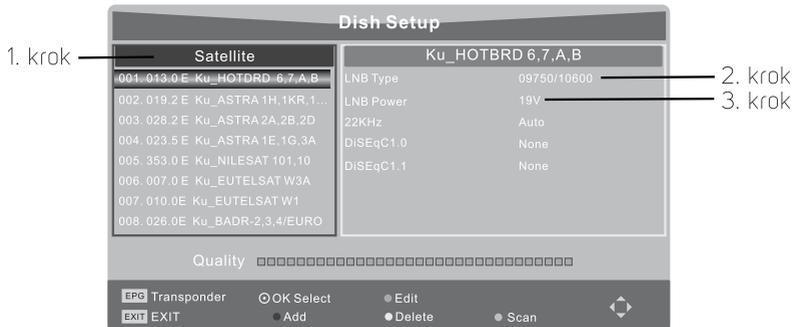 Dish Setup
1. krok
Satellite
001. 013.0 E Ku_HOTDRD 6,7,A,B
002. 019.2 E Ku_ASTRA 1H,1KR,1...
003. 028.2 E Ku_ASTRA 2A,2B,2D
004. 023.5 E Ku_ASTRA 1E,1G,3A
005. 353.0 E Ku_NILESAT 101,10
006. 007.0 E Ku_EUTELSAT W3A
007. 010.0E Ku_EUTELSAT W1
008. 026.0E Ku_BADR-2,3,4/EURO
Ku_HOTBRD 6,7,A,B
LNB Type 09750/10600
2. krok
LNB Power 19V
3. krok
22KHz Auto
DiSEqC1.0 None
DiSEqC1.1 None
Quality
EPG Transponder OK Select Edit
EXIT EXIT Add Delete Scan